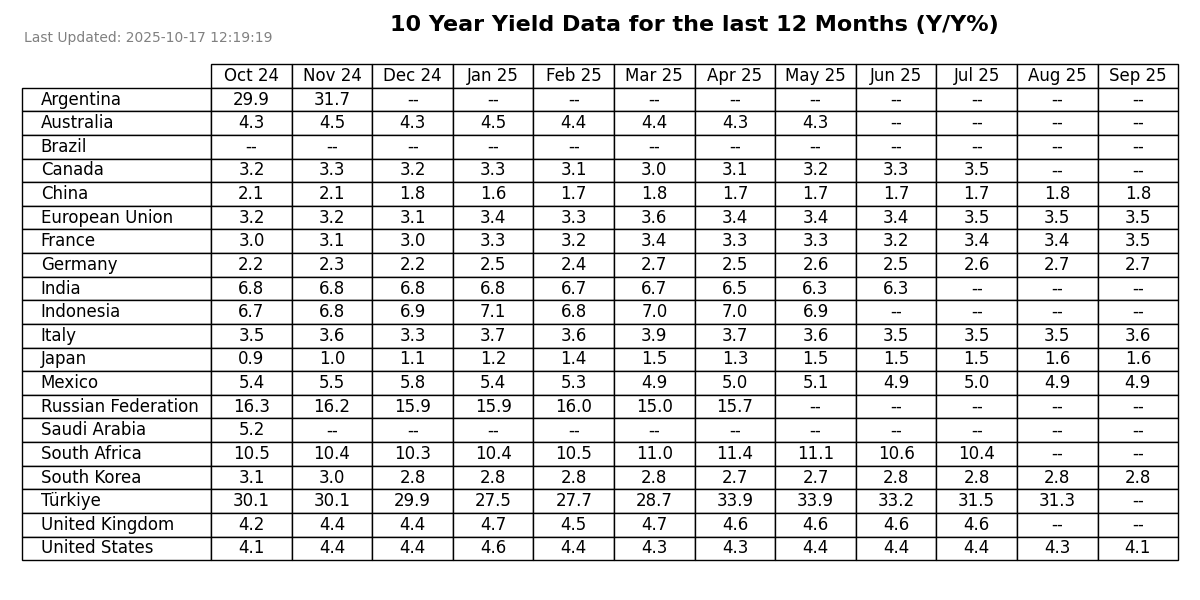 10 Year Yield Data for the last 12 Months (Y/Y%)
Last Updated: 2025-10-17 12:19:19
Oct 24 Nov 24 Dec 24 Jan 25 Feb 25 Mar 25 Apr 25 May 25 Jun 25 Jul 25 Aug 25 Sep 25
Argentina 29.9 31.7 -- -- -- -- -- -- -- -- -- --
Australia 4.3 4.5 4.3 4.5 4.4 4.4 4.3 4.3 -- -- -- --
Brazil -- -- -- -- -- -- -- -- -- -- -- --
Canada 3.2 3.3 3.2 3.3 3.1 3.0 3.1 3.2 3.3 3.5 -- --
China 2.1 2.1 1.8 1.6 1.7 1.8 1.7 1.7 1.7 1.7 1.8 1.8
European Union 3.2 3.2 3.1 3.4 3.3 3.6 3.4 3.4 3.4 3.5 3.5 3.5
France 3.0 3.1 3.0 3.3 3.2 3.4 3.3 3.3 3.2 3.4 3.4 3.5
Germany 2.2 2.3 2.2 2.5 2.4 2.7 2.5 2.6 2.5 2.6 2.7 2.7
India 6.8 6.8 6.8 6.8 6.7 6.7 6.5 6.3 6.3 -- -- --
Indonesia 6.7 6.8 6.9 7.1 6.8 7.0 7.0 6.9 -- -- -- --
Italy 3.5 3.6 3.3 3.7 3.6 3.9 3.7 3.6 3.5 3.5 3.5 3.6
Japan 0.9 1.0 1.1 1.2 1.4 1.5 1.3 1.5 1.5 1.5 1.6 1.6
Mexico 5.4 5.5 5.8 5.4 5.3 4.9 5.0 5.1 4.9 5.0 4.9 4.9
Russian Federation 16.3 16.2 15.9 15.9 16.0 15.0 15.7 -- -- -- -- --
Saudi Arabia 5.2 -- -- -- -- -- -- -- -- -- -- --
South Africa 10.5 10.4 10.3 10.4 10.5 11.0 11.4 11.1 10.6 10.4 -- --
South Korea 3.1 3.0 2.8 2.8 2.8 2.8 2.7 2.7 2.8 2.8 2.8 2.8
Türkiye 30.1 30.1 29.9 27.5 27.7 28.7 33.9 33.9 33.2 31.5 31.3 --
United Kingdom 4.2 4.4 4.4 4.7 4.5 4.7 4.6 4.6 4.6 4.6 -- --
United States 4.1 4.4 4.4 4.6 4.4 4.3 4.3 4.4 4.4 4.4 4.3 4.1